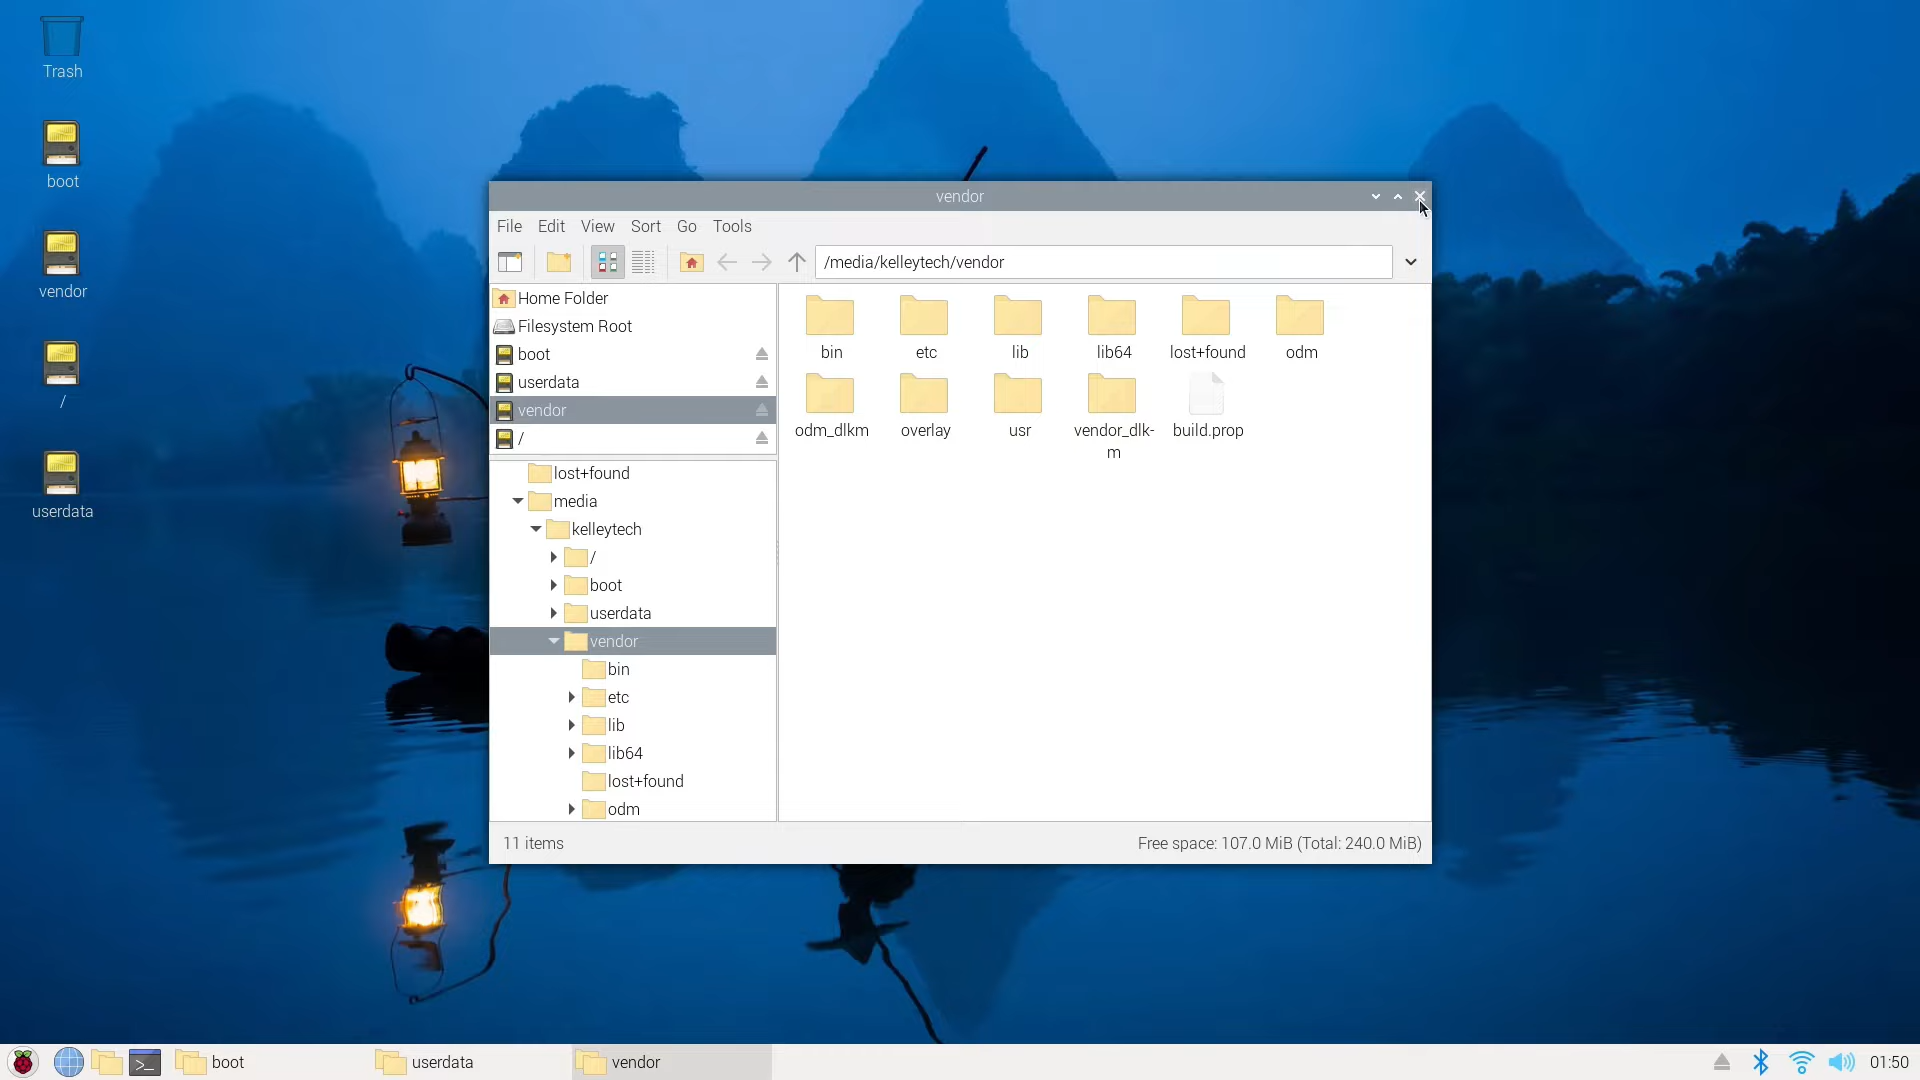 Trash
boot
vendor
/
userdata
vendor
File Edit View Sort Go Tools
/media/kelleytech/vendor
Home Folder
Filesystem Root
boot
userdata
vendor
/
lost+found
media
kelleytech
/
boot
userdata
vendor
bin
etc
lib
lib64
lost+found
odm
bin etc lib lib64 lost+found odm
odm_dlkm overlay usr vendor_dlk-
m build.prop
11 items
Free space: 107.0 MiB (Total: 240.0 MiB)
boot userdata vendor 01:50